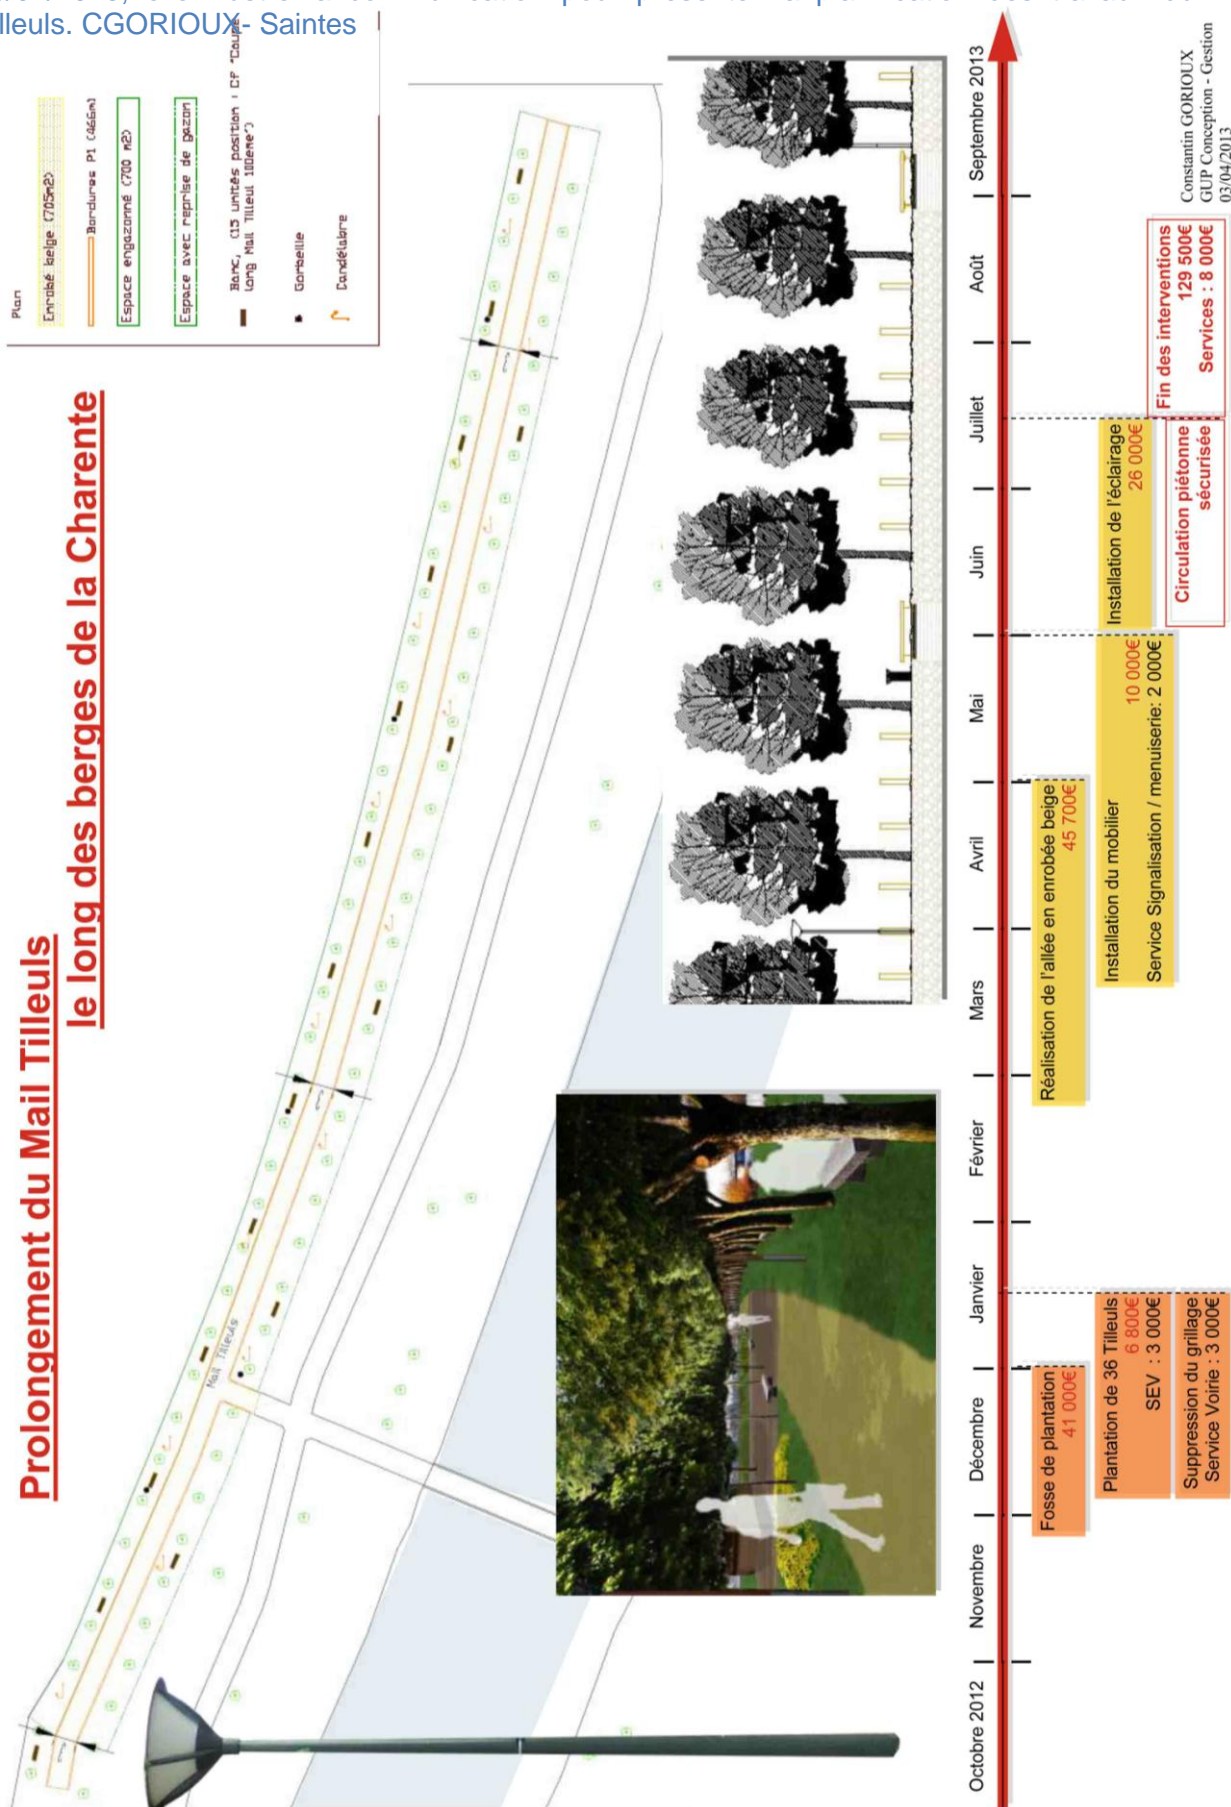 lleuls. CGORIOUX- Saintes
Prolongement du Mail Tilleuls
le long des berges de la Charente
Plan
Enrobé beige (705m2)
Bordures P1 (466m)
Espace engazonné (700 m2)
Espace avec reprise de gazon
Banc, (15 unités position : CF "Coupe
long Mail Tilleul 100eme")
Corbeille
Candélabre
Mail Tilleuls
Octobre 2012
Novembre
Décembre
Janvier
Février
Mars
Avril
Mai
Juin
Juillet
Août
Septembre 2013
Fosse de plantation
41 000€
Plantation de 36 Tilleuls
6 800€
SEV : 3 000€
Suppression du grillage
Service Voirie : 3 000€
Réalisation de l'allée en enrobée beige
45 700€
Installation du mobilier
10 000€
Service Signalisation / menuiserie: 2 000€
Installation de l'éclairage
26 000€
Circulation piétonne
sécurisée
Fin des interventions
129 500€
Services : 8 000€
Constantin GORIOUX
GUP Conception - Gestion
03/04/2013